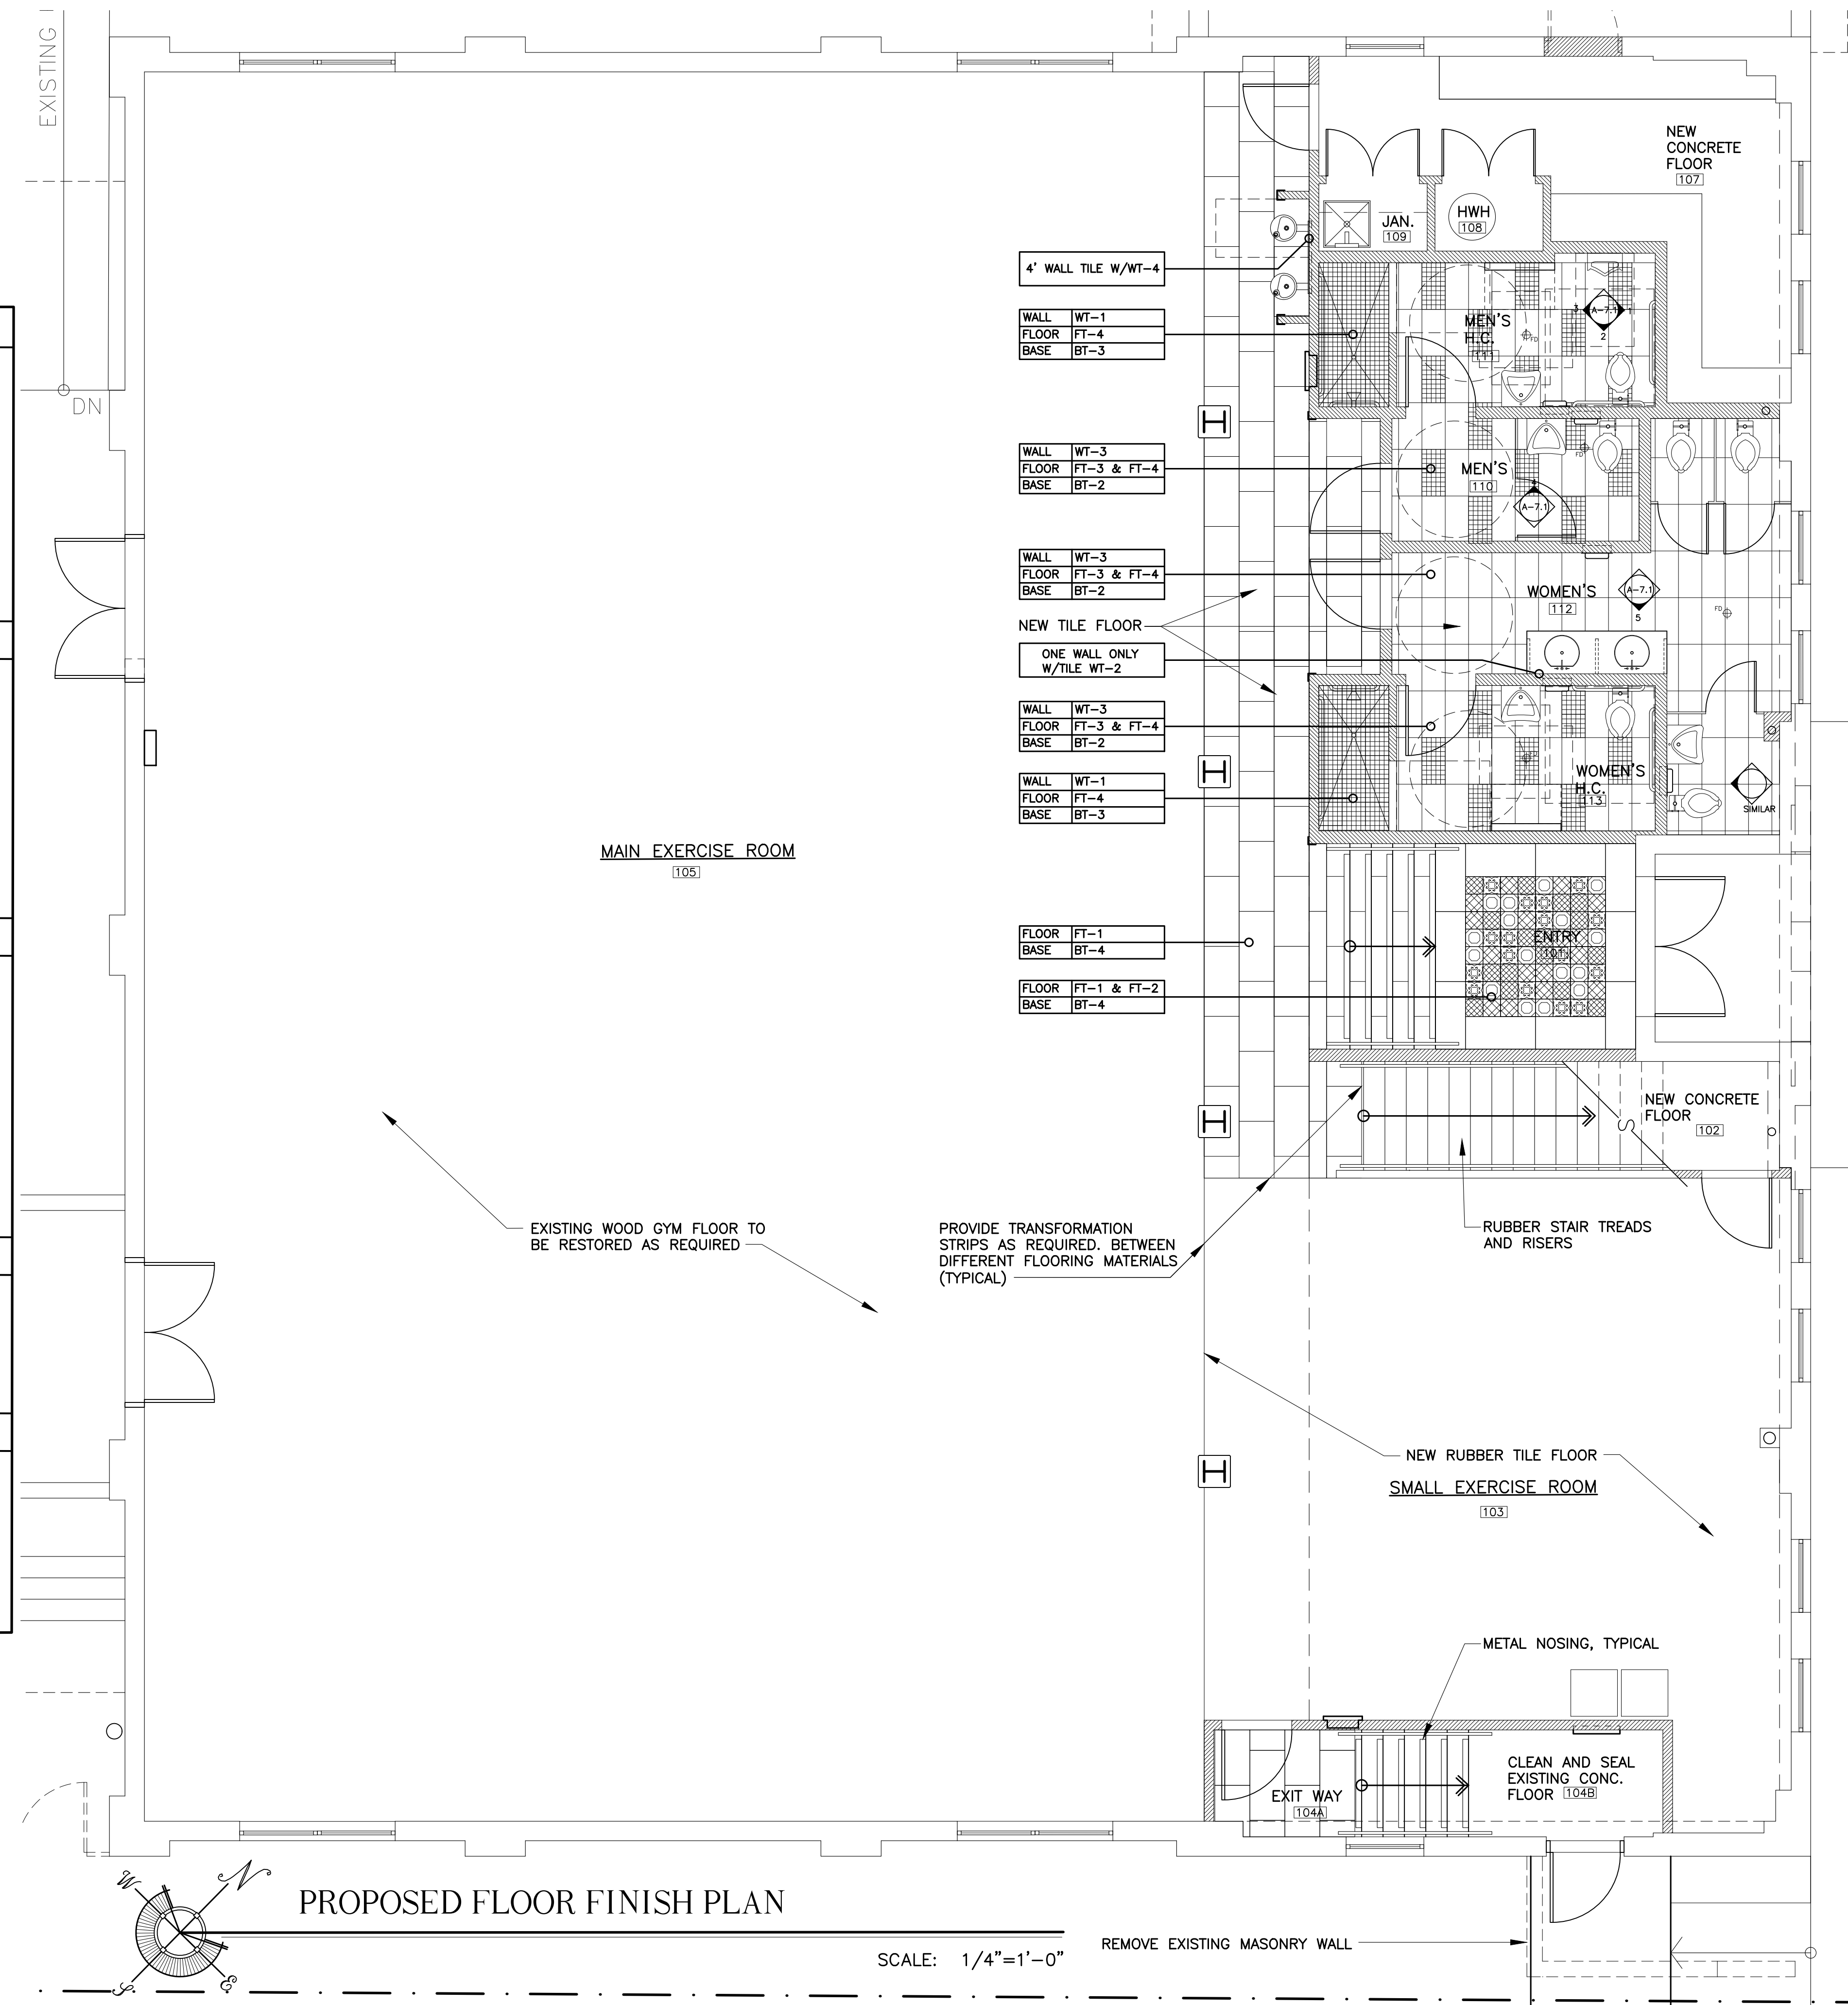 EXISTING
DN
NEW
CONCRETE
FLOOR
107
JAN.
109
HWH
108
4' WALL TILE W/WT-4
WALL WT-1
FLOOR FT-4
BASE BT-3
MEN'S
H.C.
111
FD
A-7.1
3
1
2
WALL WT-3
FLOOR FT-3 & FT-4
BASE BT-2
MEN'S
110
FD
4
A-7.1
WALL WT-3
FLOOR FT-3 & FT-4
BASE BT-2
WOMEN'S
112
A-7.1
5
FD
NEW TILE FLOOR
ONE WALL ONLY
W/TILE WT-2
WALL WT-3
FLOOR FT-3 & FT-4
BASE BT-2
FD
WOMEN'S
H.C.
113
SIMILAR
WALL WT-1
FLOOR FT-4
BASE BT-3
MAIN EXERCISE ROOM
105
FLOOR FT-1
BASE BT-4
ENTRY
101
FLOOR FT-1 & FT-2
BASE BT-4
NEW CONCRETE
FLOOR
102
EXISTING WOOD GYM FLOOR TO
BE RESTORED AS REQUIRED
PROVIDE TRANSFORMATION
STRIPS AS REQUIRED. BETWEEN
DIFFERENT FLOORING MATERIALS
(TYPICAL)
RUBBER STAIR TREADS
AND RISERS
NEW RUBBER TILE FLOOR
SMALL EXERCISE ROOM
103
METAL NOSING, TYPICAL
CLEAN AND SEAL
EXISTING CONC.
FLOOR 104B
EXIT WAY
104A
W
N
S
E
PROPOSED FLOOR FINISH PLAN
SCALE: 1/4"=1'-0"
REMOVE EXISTING MASONRY WALL